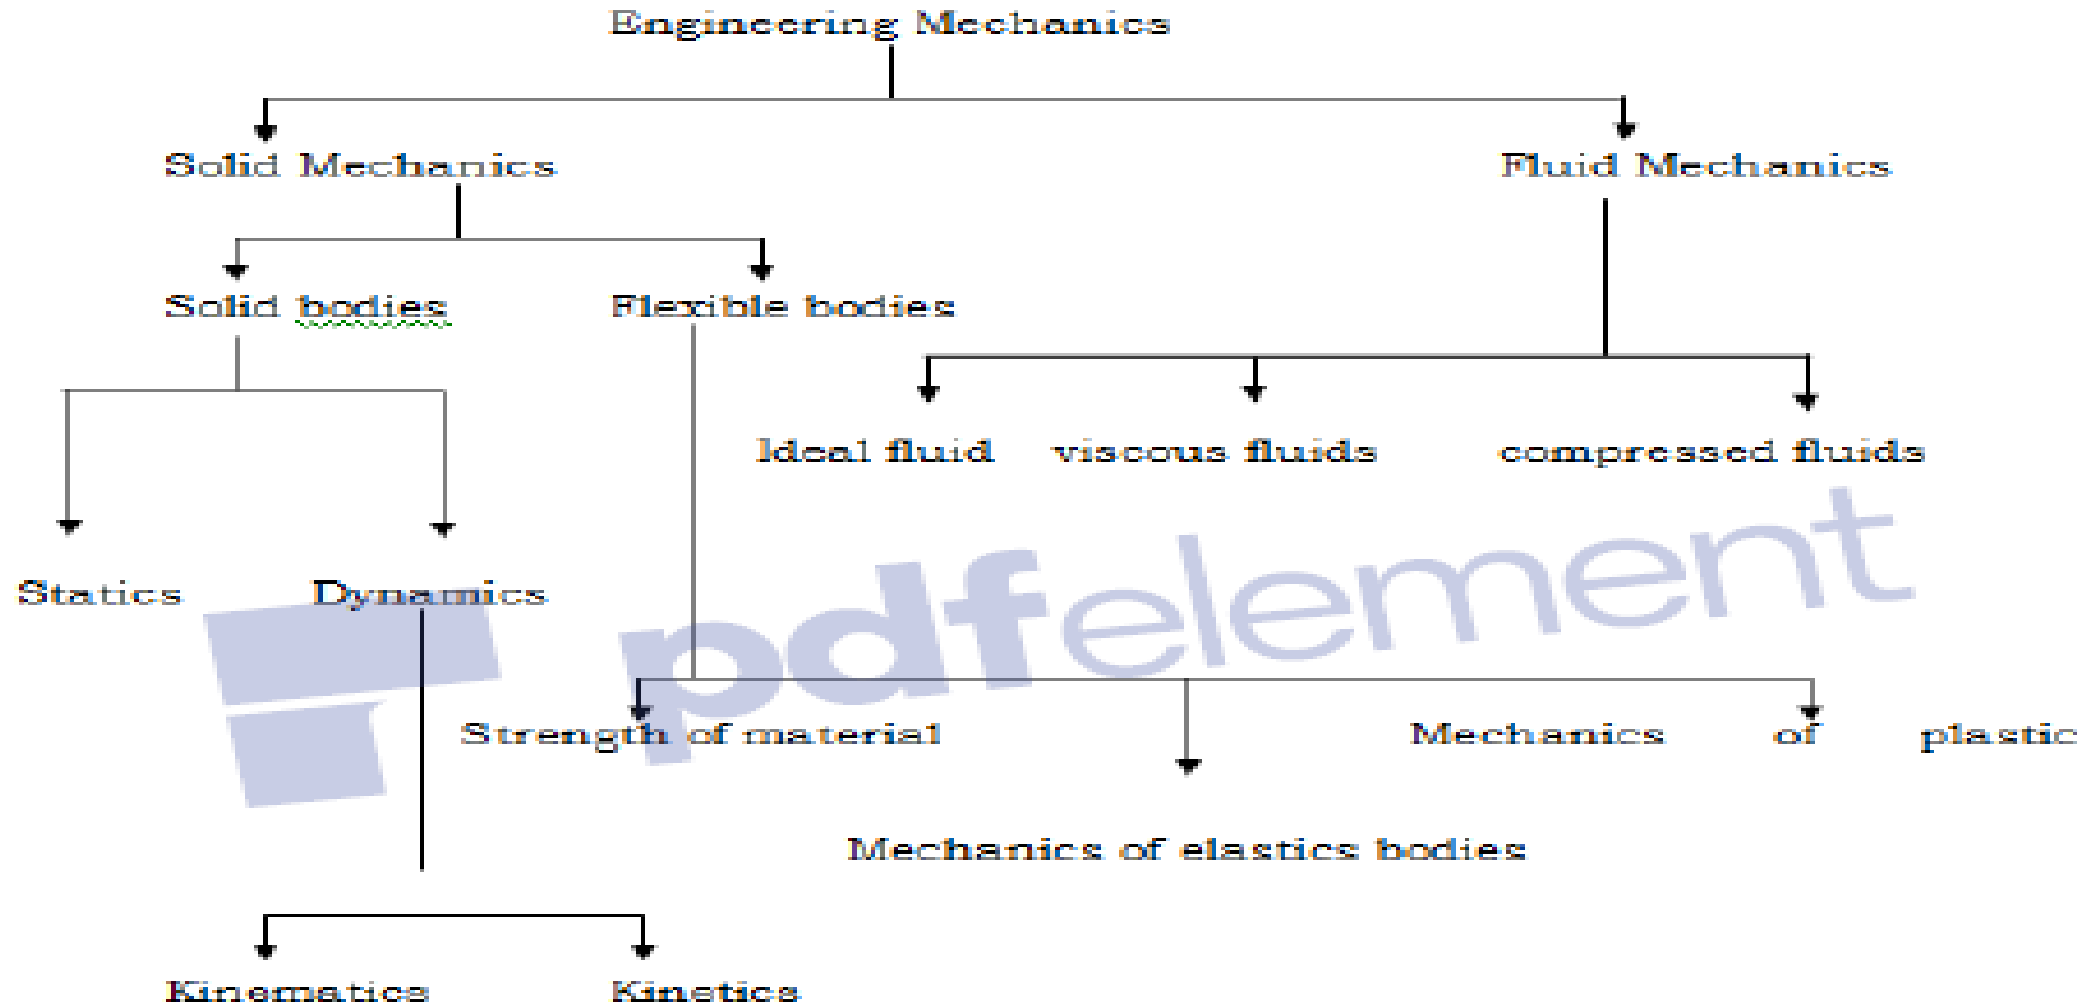 Engineering Mechanics
Solid Mechanics Fluid Mechanics
Solid bodies Flexible bodies
Ideal fluid viscous fluids compressed fluids
Statics Dynamics
pdfelement
Strength of material Mechanics of plastic
Mechanics of elastics bodies
Kinematics Kinetics